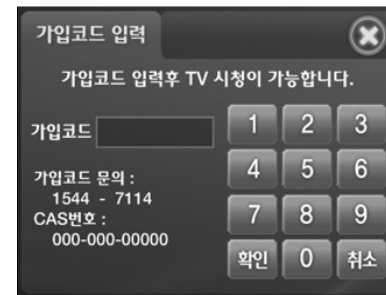 가입코드 입력
가입코드 입력후 TV 시청이 가능합니다.
가입코드
1 2 3
4 5 6
7 8 9
확인 0 취소
가입코드 문의 :
1544 - 7114
CAS번호 :
000-000-00000